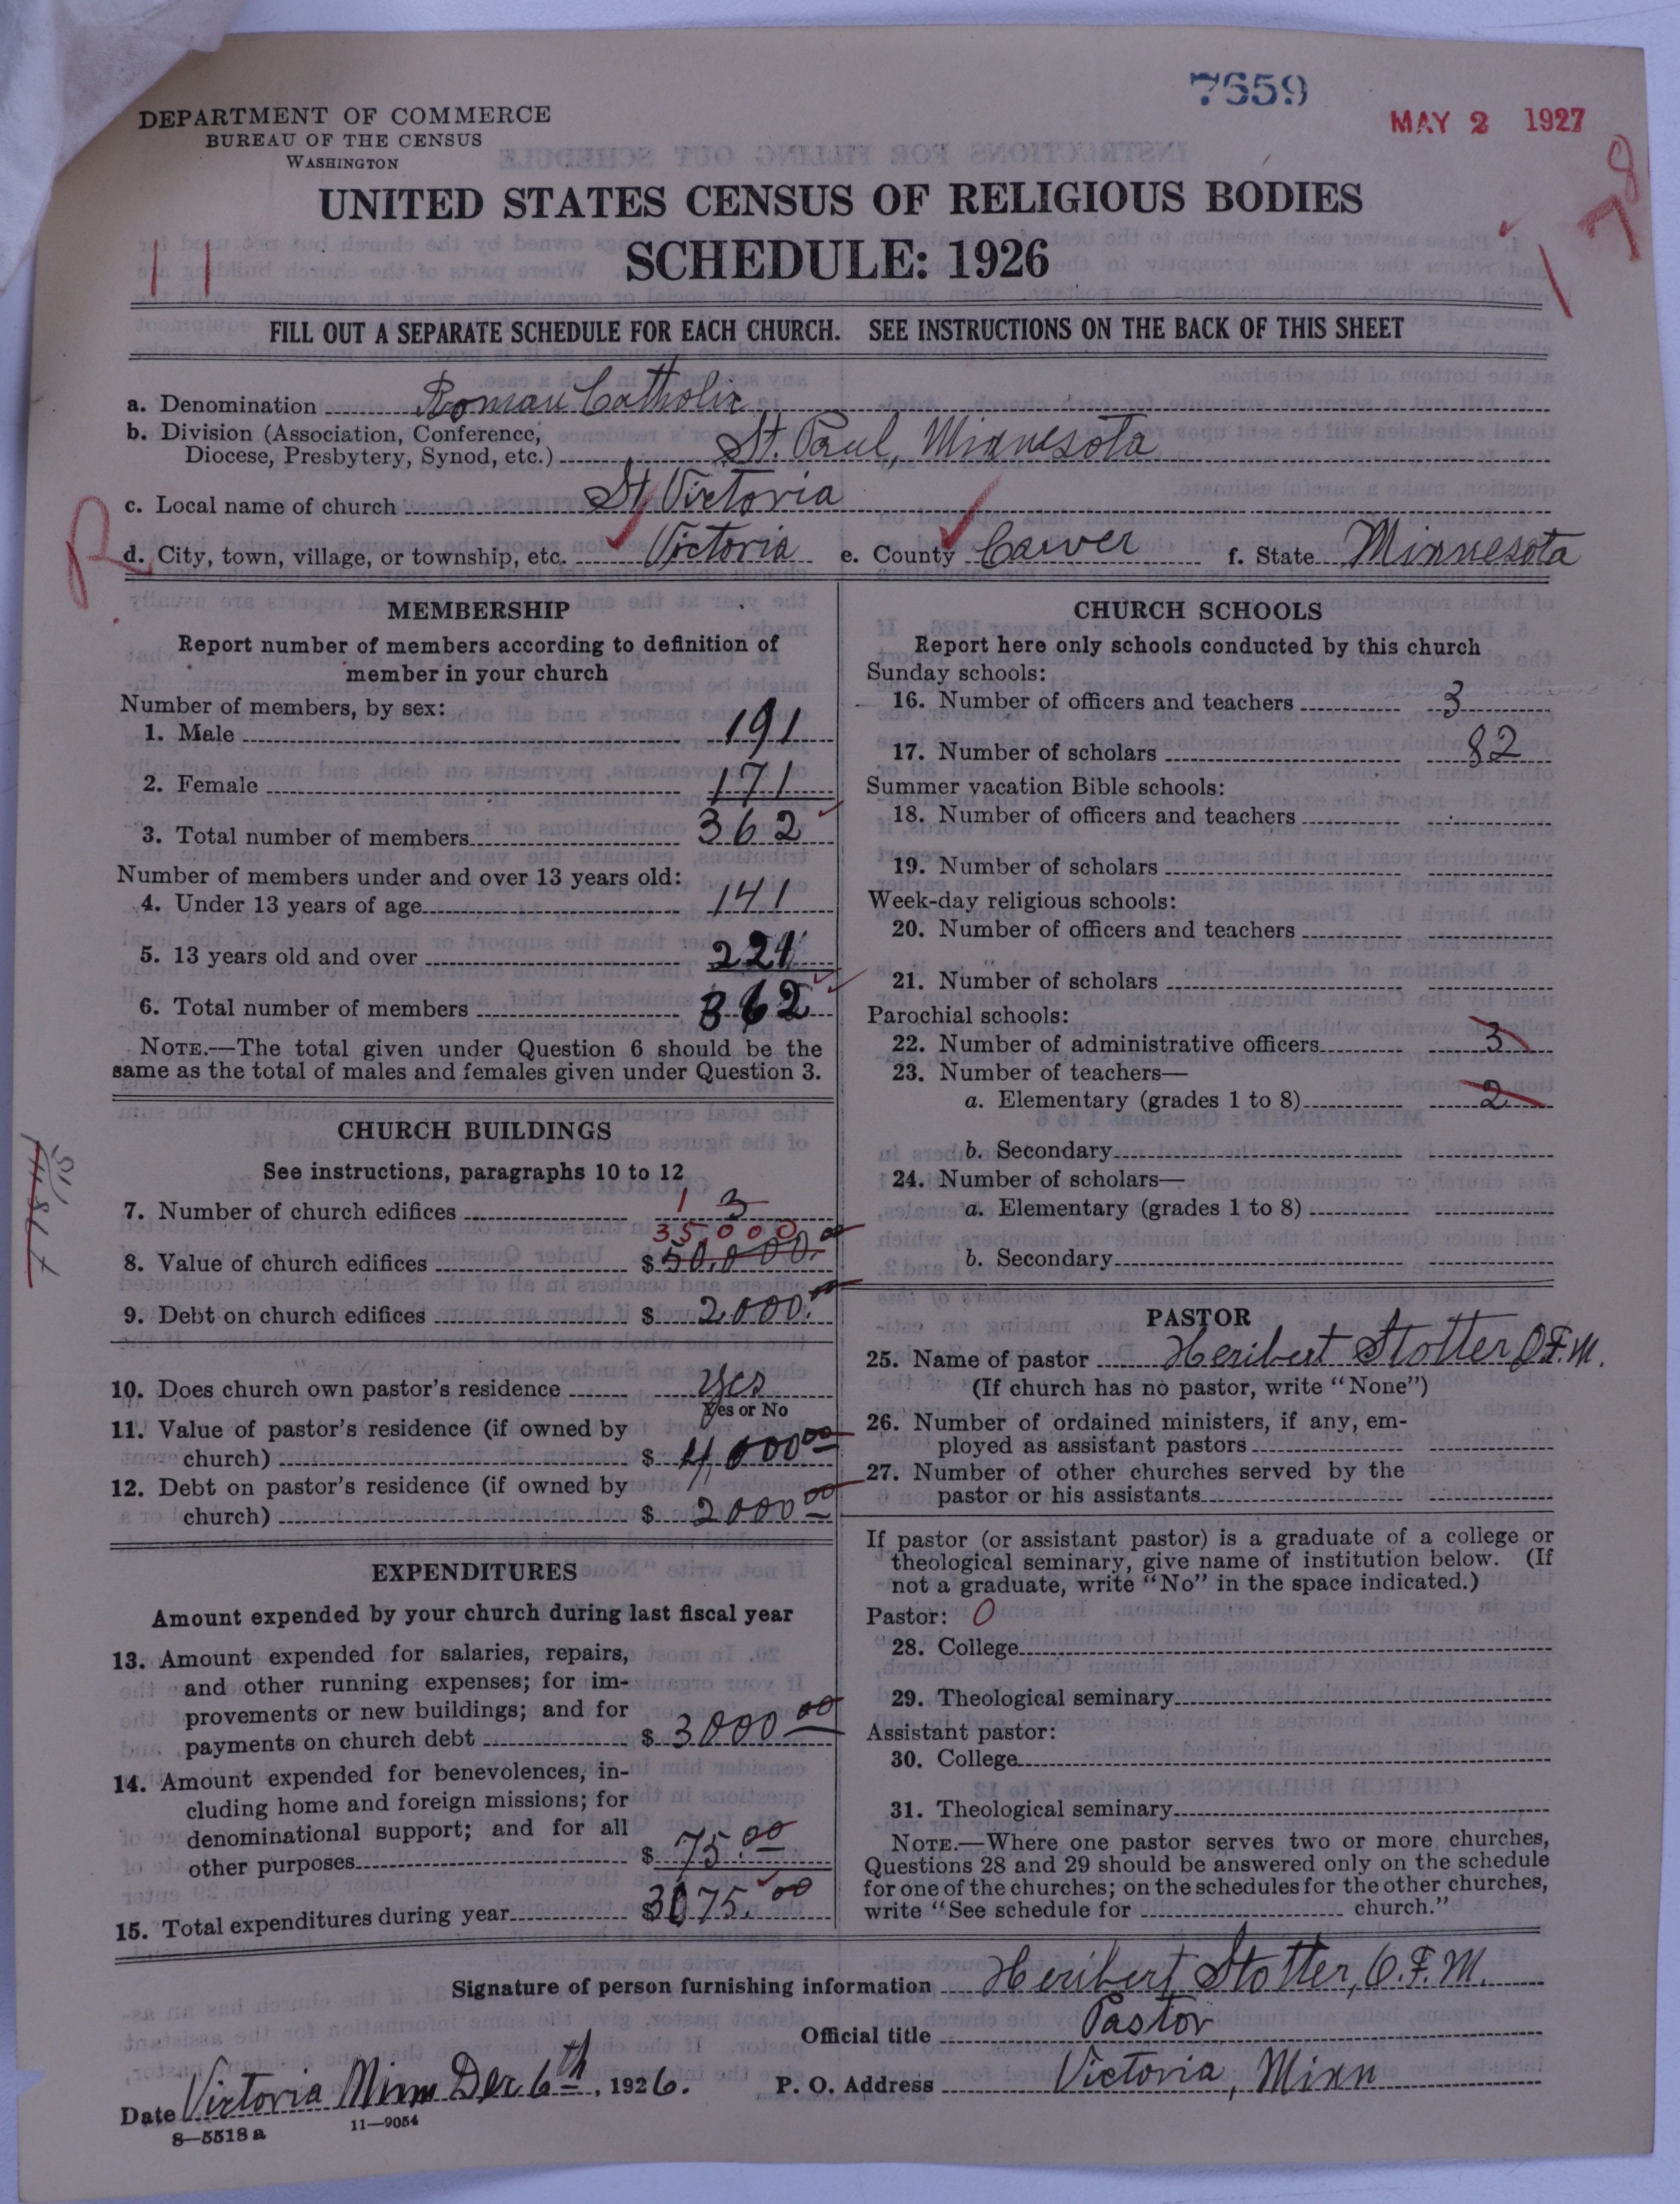 7659
MAY 2 1927
DEPARTMENT OF COMMERCE
BUREAU OF THE CENSUS
WASHINGTON
UNITED STATES CENSUS OF RELIGIOUS BODIES
SCHEDULE: 1926
11
178
FILL OUT A SEPARATE SCHEDULE FOR EACH CHURCH. SEE INSTRUCTIONS ON THE BACK OF THIS SHEET
a. Denomination Roman Catholic
b. Division (Association, Conference,
Diocese, Presbytery, Synod, etc.) St. Paul, Minnesota
c. Local name of church St. Victoria
R
d. City, town, village, or township, etc. Victoria e. County Carver f. State Minnesota
MEMBERSHIP
Report number of members according to definition of
member in your church
Number of members, by sex:
1. Male 191
2. Female 171
3. Total number of members 362
Number of members under and over 13 years old:
4. Under 13 years of age 141
5. 13 years old and over 221
6. Total number of members 362
NOTE.—The total given under Question 6 should be the
same as the total of males and females given under Question 3.
CHURCH BUILDINGS
See instructions, paragraphs 10 to 12
7. Number of church edifices 1 3
35,000
8. Value of church edifices $ 50,000.00
9. Debt on church edifices $ 2000.00
10. Does church own pastor's residence yes
Yes or No
11. Value of pastor's residence (if owned by
church) $ 4000 00
12. Debt on pastor's residence (if owned by
church) $ 2000 00
EXPENDITURES
Amount expended by your church during last fiscal year
13. Amount expended for salaries, repairs,
and other running expenses; for im-
provements or new buildings; and for
payments on church debt $ 3000 00
14. Amount expended for benevolences, in-
cluding home and foreign missions; for
denominational support; and for all
other purposes $ 75.00
15. Total expenditures during year $3075.00
CHURCH SCHOOLS
Report here only schools conducted by this church
Sunday schools:
16. Number of officers and teachers 3
17. Number of scholars 82
Summer vacation Bible schools:
18. Number of officers and teachers
19. Number of scholars
Week-day religious schools:
20. Number of officers and teachers
21. Number of scholars
Parochial schools:
22. Number of administrative officers 3
23. Number of teachers—
a. Elementary (grades 1 to 8) 2
b. Secondary
24. Number of scholars—
a. Elementary (grades 1 to 8)
b. Secondary
PASTOR
25. Name of pastor Heribert Stotter O.F.M.
(If church has no pastor, write "None")
26. Number of ordained ministers, if any, em-
ployed as assistant pastors
27. Number of other churches served by the
pastor or his assistants
If pastor (or assistant pastor) is a graduate of a college or
theological seminary, give name of institution below. (If
not a graduate, write "No" in the space indicated.)
Pastor: 0
28. College
29. Theological seminary
Assistant pastor:
30. College
31. Theological seminary
NOTE.—Where one pastor serves two or more churches,
Questions 28 and 29 should be answered only on the schedule
for one of the churches; on the schedules for the other churches,
write "See schedule for church."
Signature of person furnishing information Heribert Stotter, O.F.M.
Official title Pastor
Date Victoria Minn Dec 6th, 1926. P. O. Address Victoria, Minn
8—5518 a 11—9054